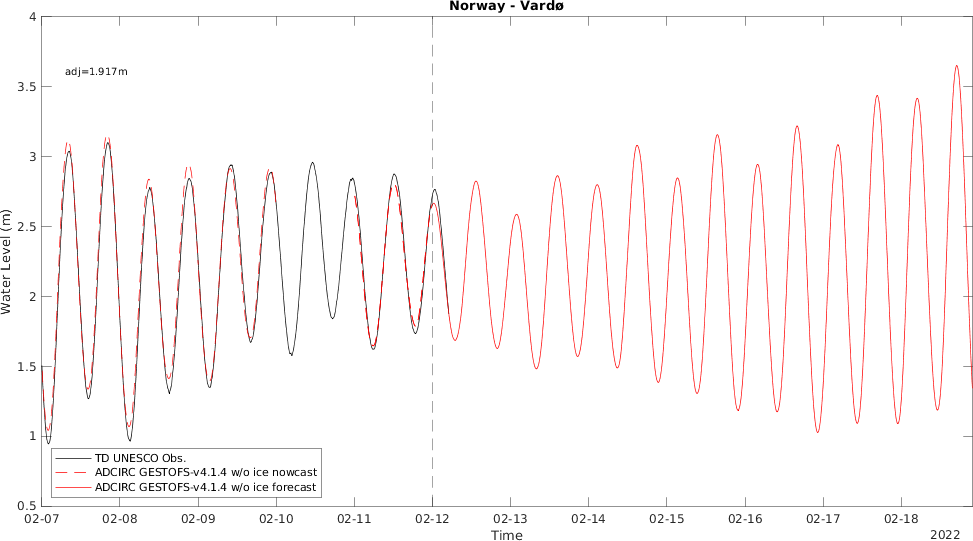 Norway - Vardø
4
3.5
3
2.5
2
1.5
1
0.5
Water Level (m)
adj=1.917m
TD UNESCO Obs.
ADCIRC GESTOFS-v4.1.4 w/o ice nowcast
ADCIRC GESTOFS-v4.1.4 w/o ice forecast
02-07 02-08 02-09 02-10 02-11 02-12 02-13 02-14 02-15 02-16 02-17 02-18
Time
2022